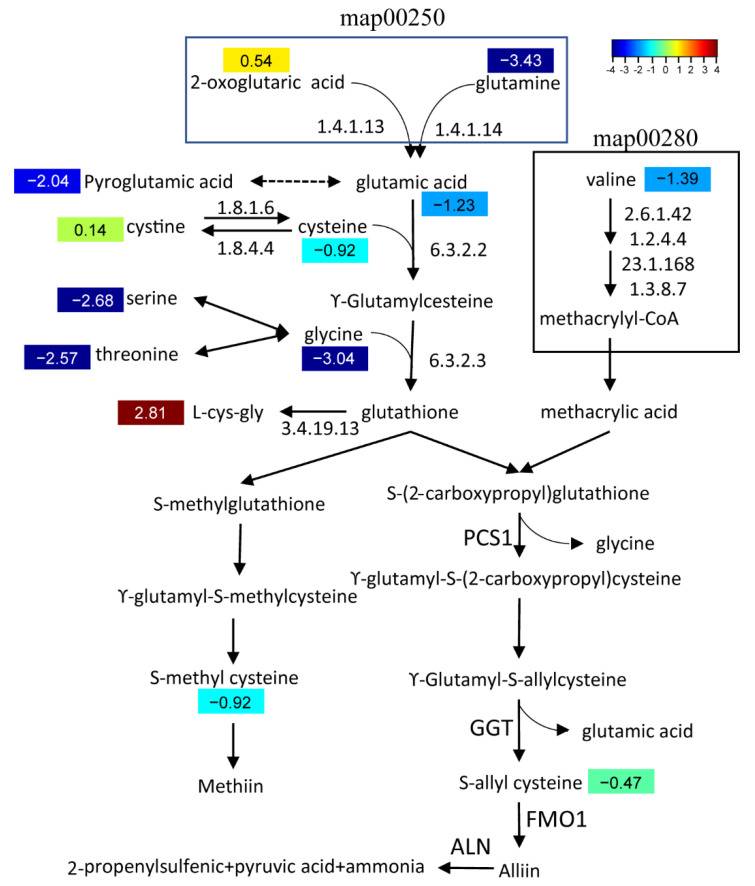 map00250
0.54
−3.43
2-oxoglutaric acid
glutamine
-4 -3 -2 -1 0 1 2 3 4
1.4.1.13
1.4.1.14
map00280
−2.04 Pyroglutamic acid
glutamic acid
−1.23
valine −1.39
2.6.1.42
1.2.4.4
23.1.168
1.3.8.7
methacrylyl-CoA
1.8.1.6
0.14 cystine
cysteine
−0.92
1.8.4.4
6.3.2.2
−2.68 serine
ϒ-Glutamylcesteine
glycine
−3.04
−2.57 threonine
6.3.2.3
2.81 L-cys-gly
glutathione
methacrylic acid
3.4.19.13
S-methylglutathione
S-(2-carboxypropyl)glutathione
PCS1
glycine
ϒ-glutamyl-S-methylcysteine
ϒ-glutamyl-S-(2-carboxypropyl)cysteine
S-methyl cysteine
−0.92
ϒ-Glutamyl-S-allylcysteine
GGT
glutamic acid
Methiin
S-allyl cysteine −0.47
FMO1
ALN
2-propenylsulfenic+pyruvic acid+ammonia
Alliin